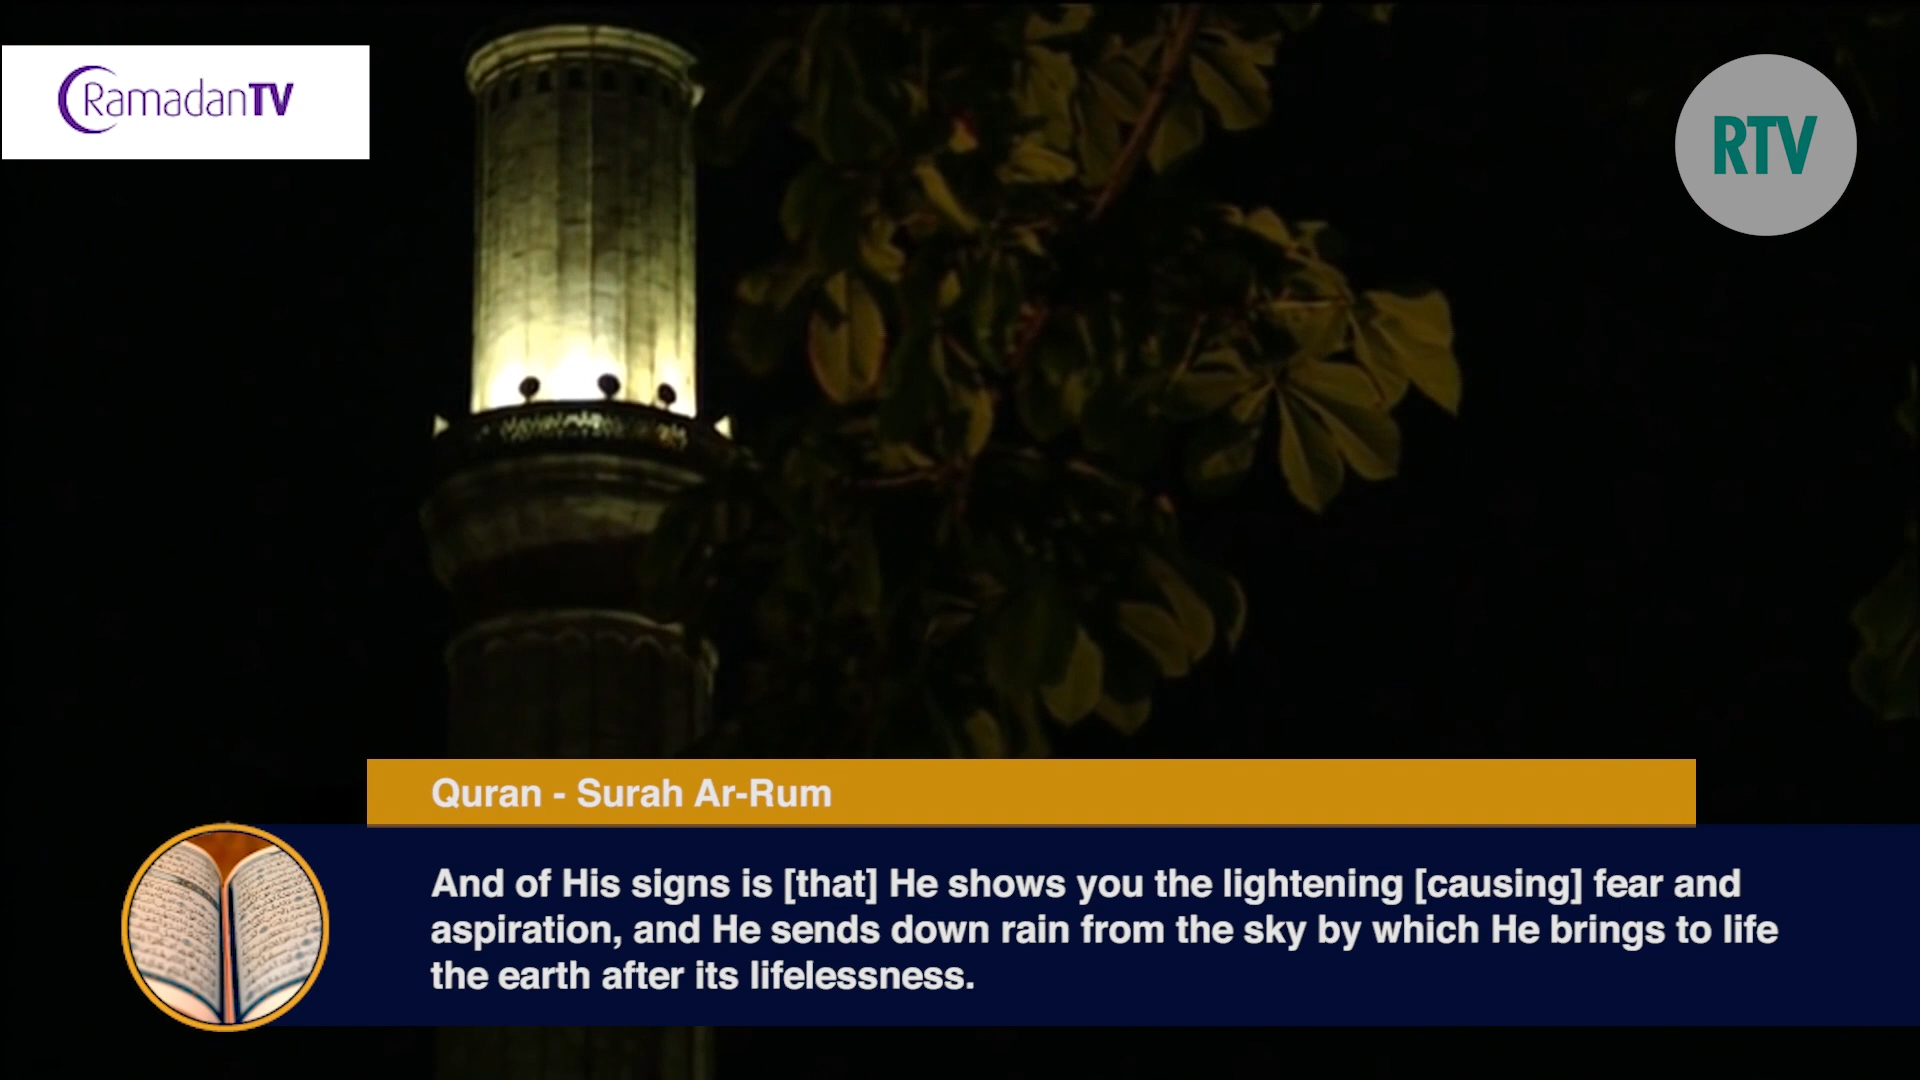 RamadanTV
RTV
Quran - Surah Ar-Rum
And of His signs is [that] He shows you the lightening [causing] fear and
aspiration, and He sends down rain from the sky by which He brings to life
the earth after its lifelessness.